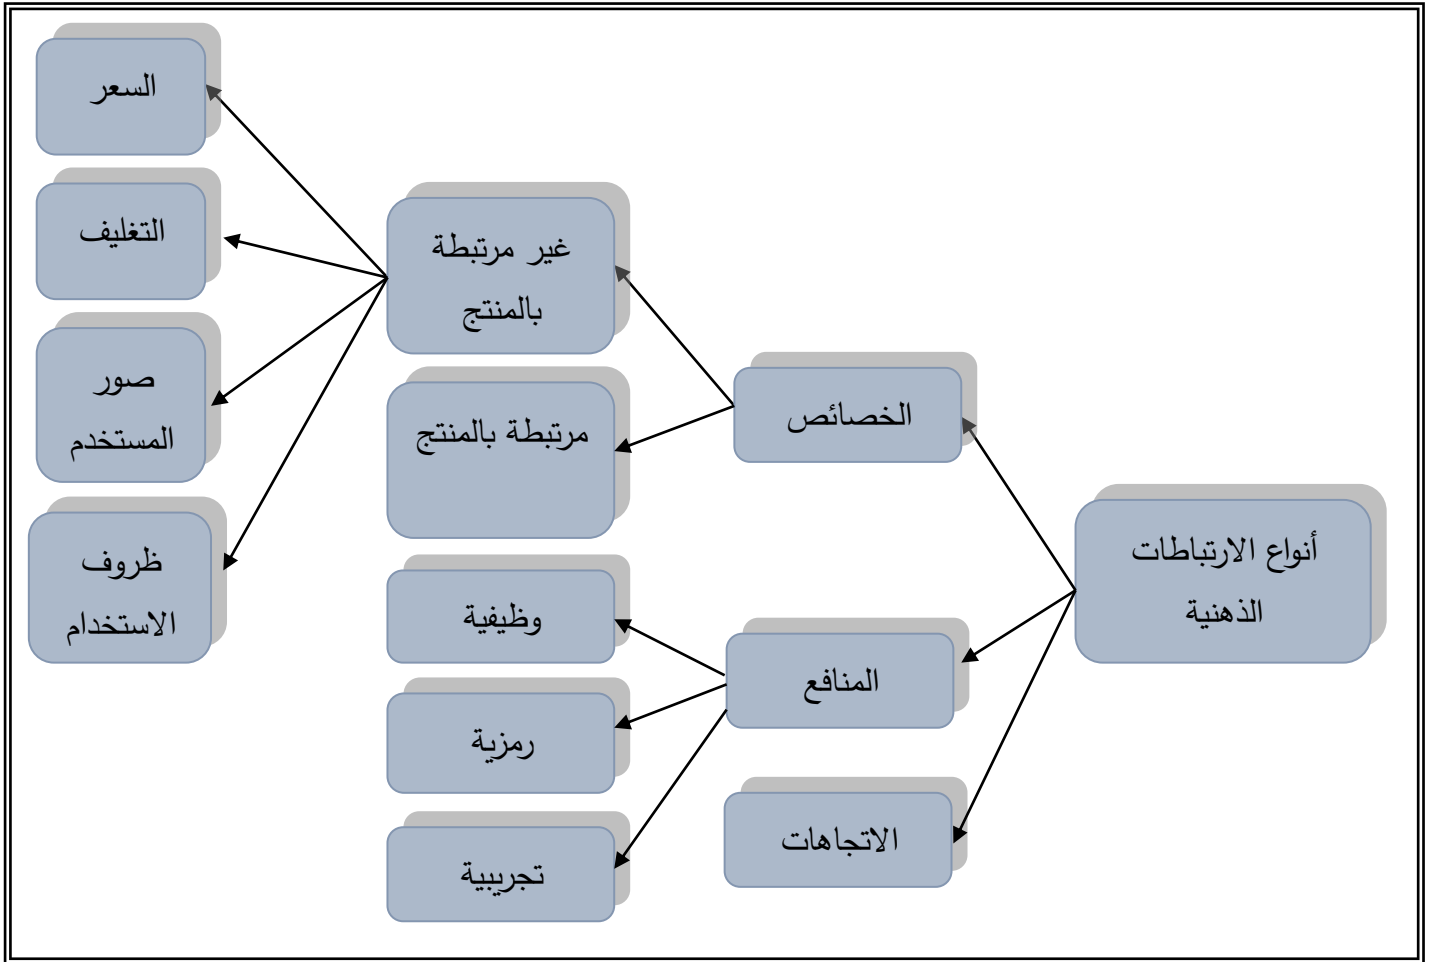 أنواع الارتباطات
الذهنية
الخصائص
المنافع
الاتجاهات
غير مرتبطة
بالمنتج
مرتبطة بالمنتج
وظيفية
رمزية
تجريبية
السعر
التغليف
صور
المستخدم
ظروف
الاستخدام